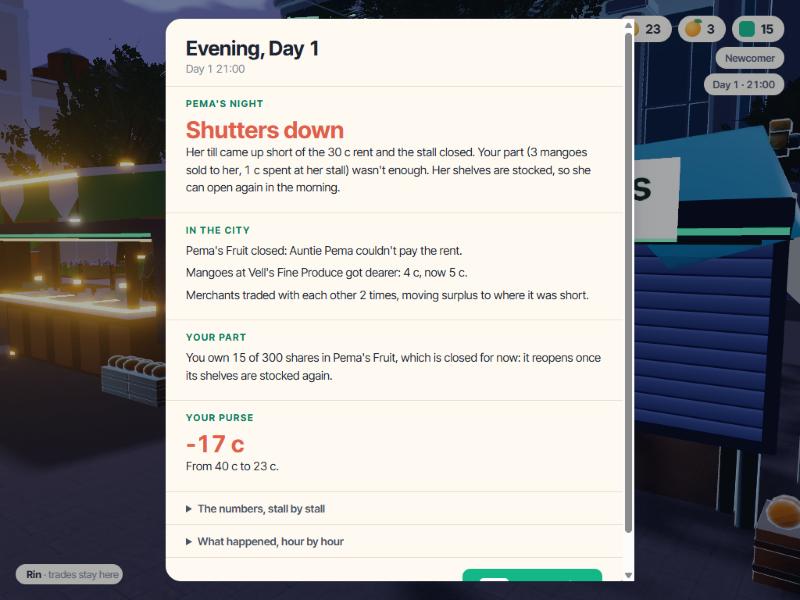 Evening, Day 1
Day 1 21:00
PEMA'S NIGHT
Shutters down
Her till came up short of the 30 c rent and the stall closed. Your part (3 mangoes
sold to her, 1 c spent at her stall) wasn't enough. Her shelves are stocked, so she
can open again in the morning.
IN THE CITY
Pema's Fruit closed: Auntie Pema couldn't pay the rent.
Mangoes at Vell's Fine Produce got dearer: 4 c, now 5 c.
Merchants traded with each other 2 times, moving surplus to where it was short.
YOUR PART
You own 15 of 300 shares in Pema's Fruit, which is closed for now: it reopens once
its shelves are stocked again.
YOUR PURSE
-17 c
From 40 c to 23 c.
The numbers, stall by stall
What happened, hour by hour
23
3
15
Newcomer
Day 1 · 21:00
S
Rin · trades stay here